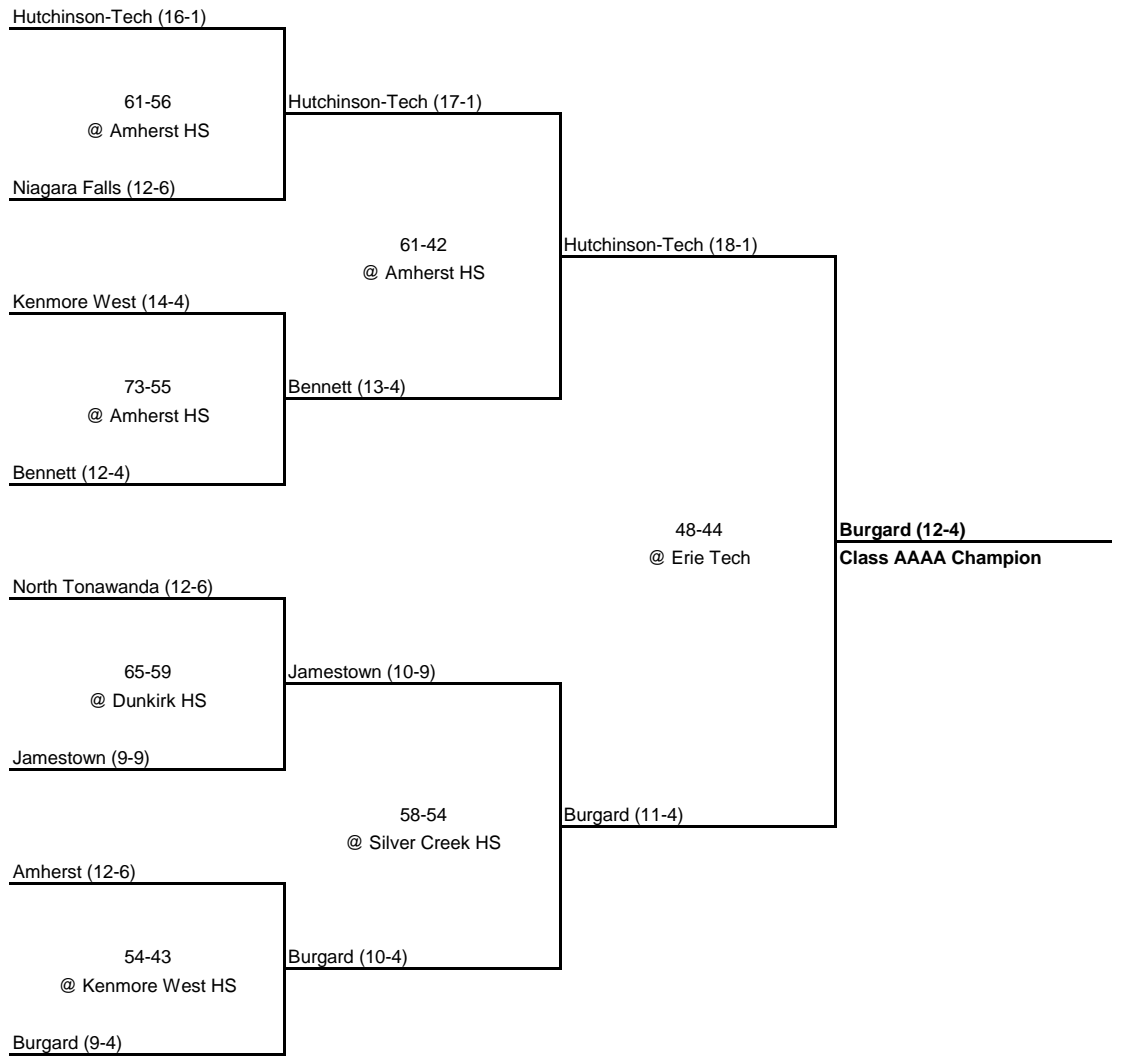 Hutchinson-Tech (16-1)
61-56
@ Amherst HS
Hutchinson-Tech (17-1)
Niagara Falls (12-6)
61-42
@ Amherst HS
Hutchinson-Tech (18-1)
Kenmore West (14-4)
73-55
@ Amherst HS
Bennett (13-4)
Bennett (12-4)
48-44
@ Erie Tech
Burgard (12-4)
Class AAAA Champion
North Tonawanda (12-6)
65-59
@ Dunkirk HS
Jamestown (10-9)
Jamestown (9-9)
58-54
@ Silver Creek HS
Burgard (11-4)
Amherst (12-6)
54-43
@ Kenmore West HS
Burgard (10-4)
Burgard (9-4)